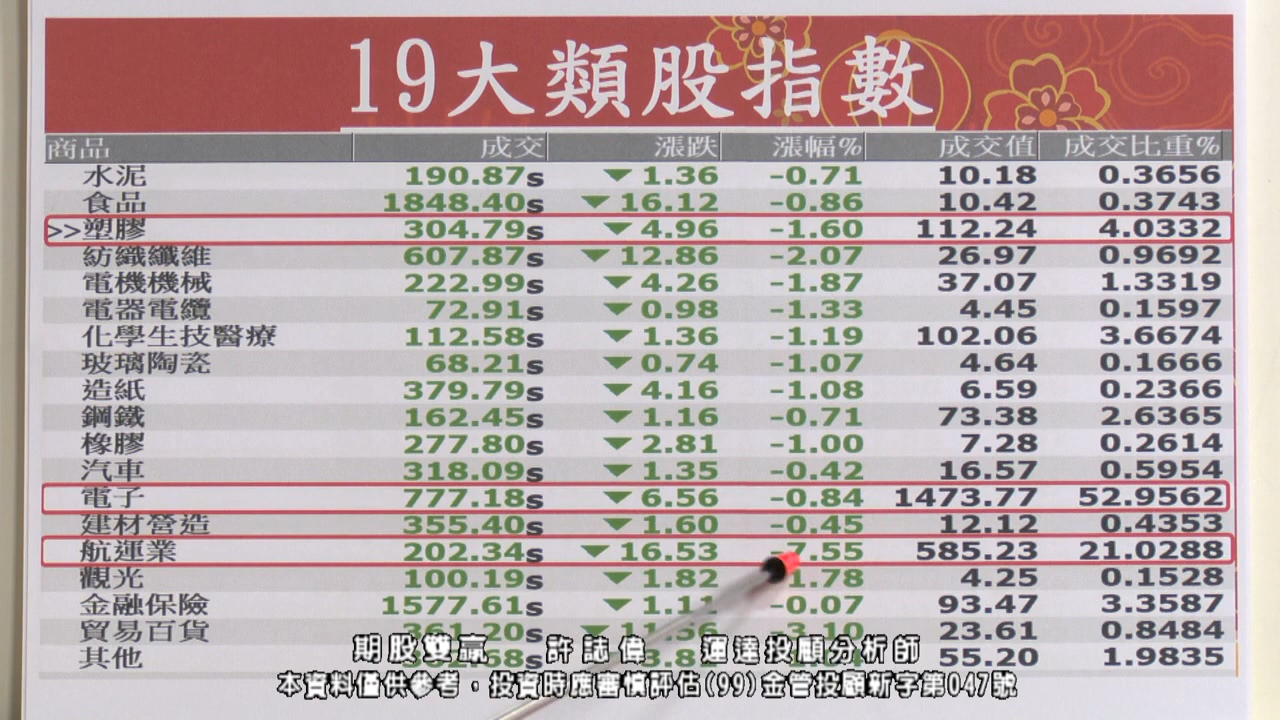 19大類股指數
商品 成交 漲跌 漲幅% 成交值 成交比重%
水泥 190.87s ▼1.36 -0.71 10.18 0.3656
食品 1848.40s ▼16.12 -0.86 10.42 0.3743
>>塑膠 304.79s ▼4.96 -1.60 112.24 4.0332
紡織纖維 607.87s ▼12.86 -2.07 26.97 0.9692
電機機械 222.99s ▼4.26 -1.87 37.07 1.3319
電器電纜 72.91s ▼0.98 -1.33 4.45 0.1597
化學生技醫療 112.58s ▼1.36 -1.19 102.06 3.6674
玻璃陶瓷 68.21s ▼0.74 -1.07 4.64 0.1666
造紙 379.79s ▼4.16 -1.08 6.59 0.2366
鋼鐵 162.45s ▼1.16 -0.71 73.38 2.6365
橡膠 277.80s ▼2.81 -1.00 7.28 0.2614
汽車 318.09s ▼1.35 -0.42 16.57 0.5954
電子 777.18s ▼6.56 -0.84 1473.77 52.9562
建材營造 355.40s ▼1.60 -0.45 12.12 0.4353
航運業 202.34s ▼16.53 -7.55 585.23 21.0288
觀光 100.19s ▼1.82 1.78 4.25 0.1528
金融保險 1577.61s ▼1.11 -0.07 93.47 3.3587
貿易百貨 361.20s -3.10 23.61 0.8484
其他 55.20 1.9835
期股雙贏 許誌偉 運達投顧分析師
本資料僅供參考，投資時應審慎評估(99)金管投顧新字第047號